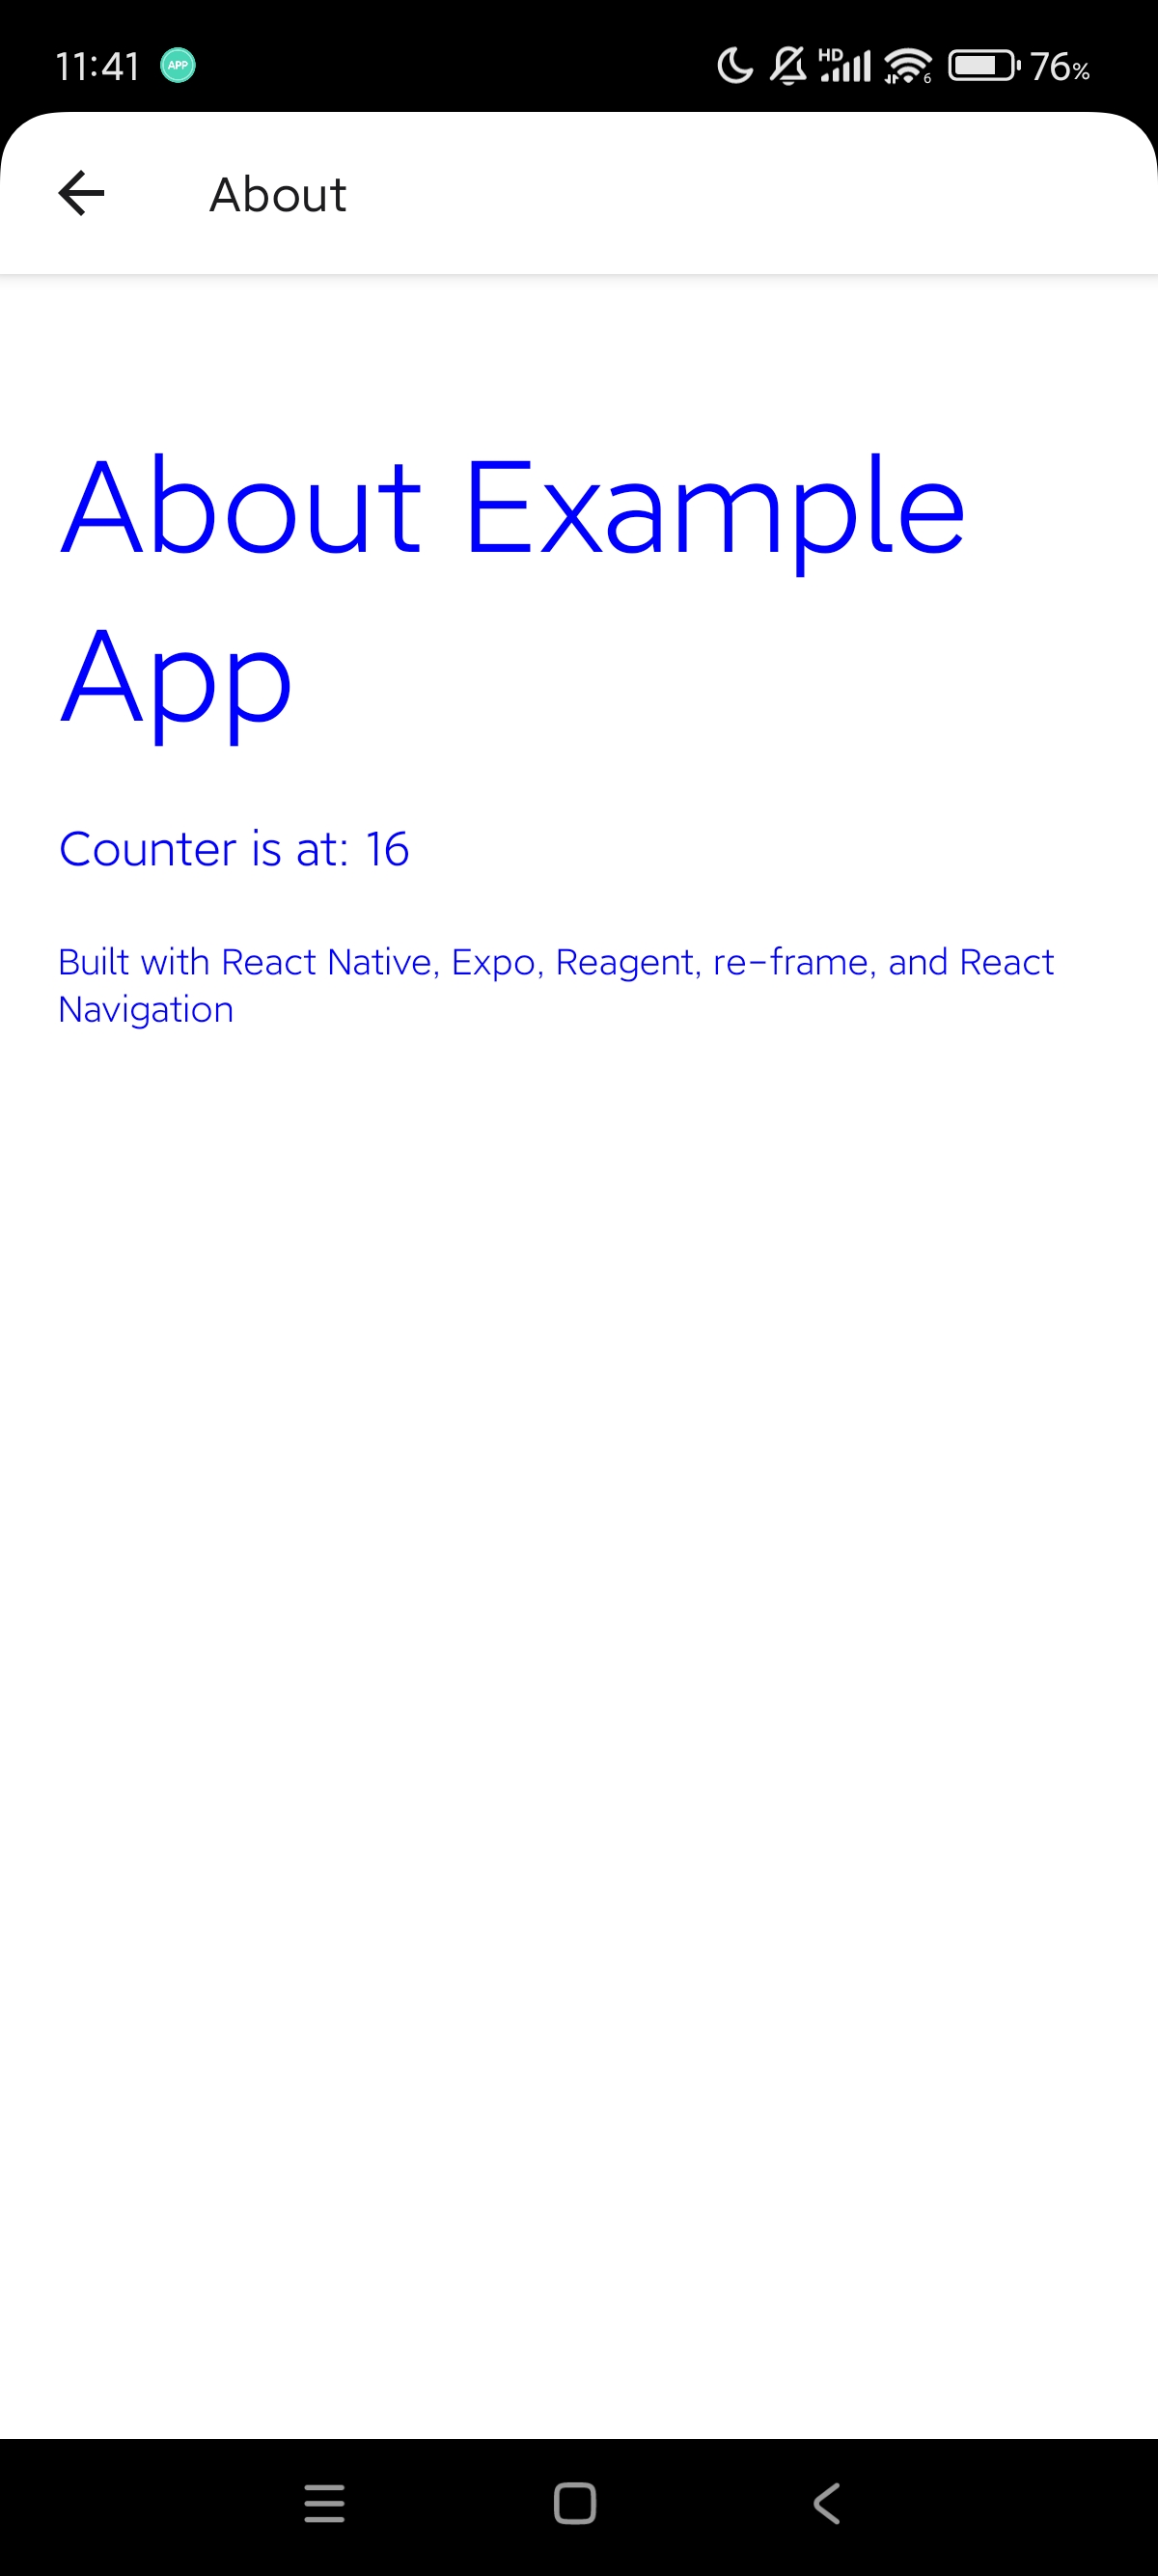 11:41 APP HD 6 76%
About
About Example
App
Counter is at: 16
Built with React Native, Expo, Reagent, re-frame, and React
Navigation